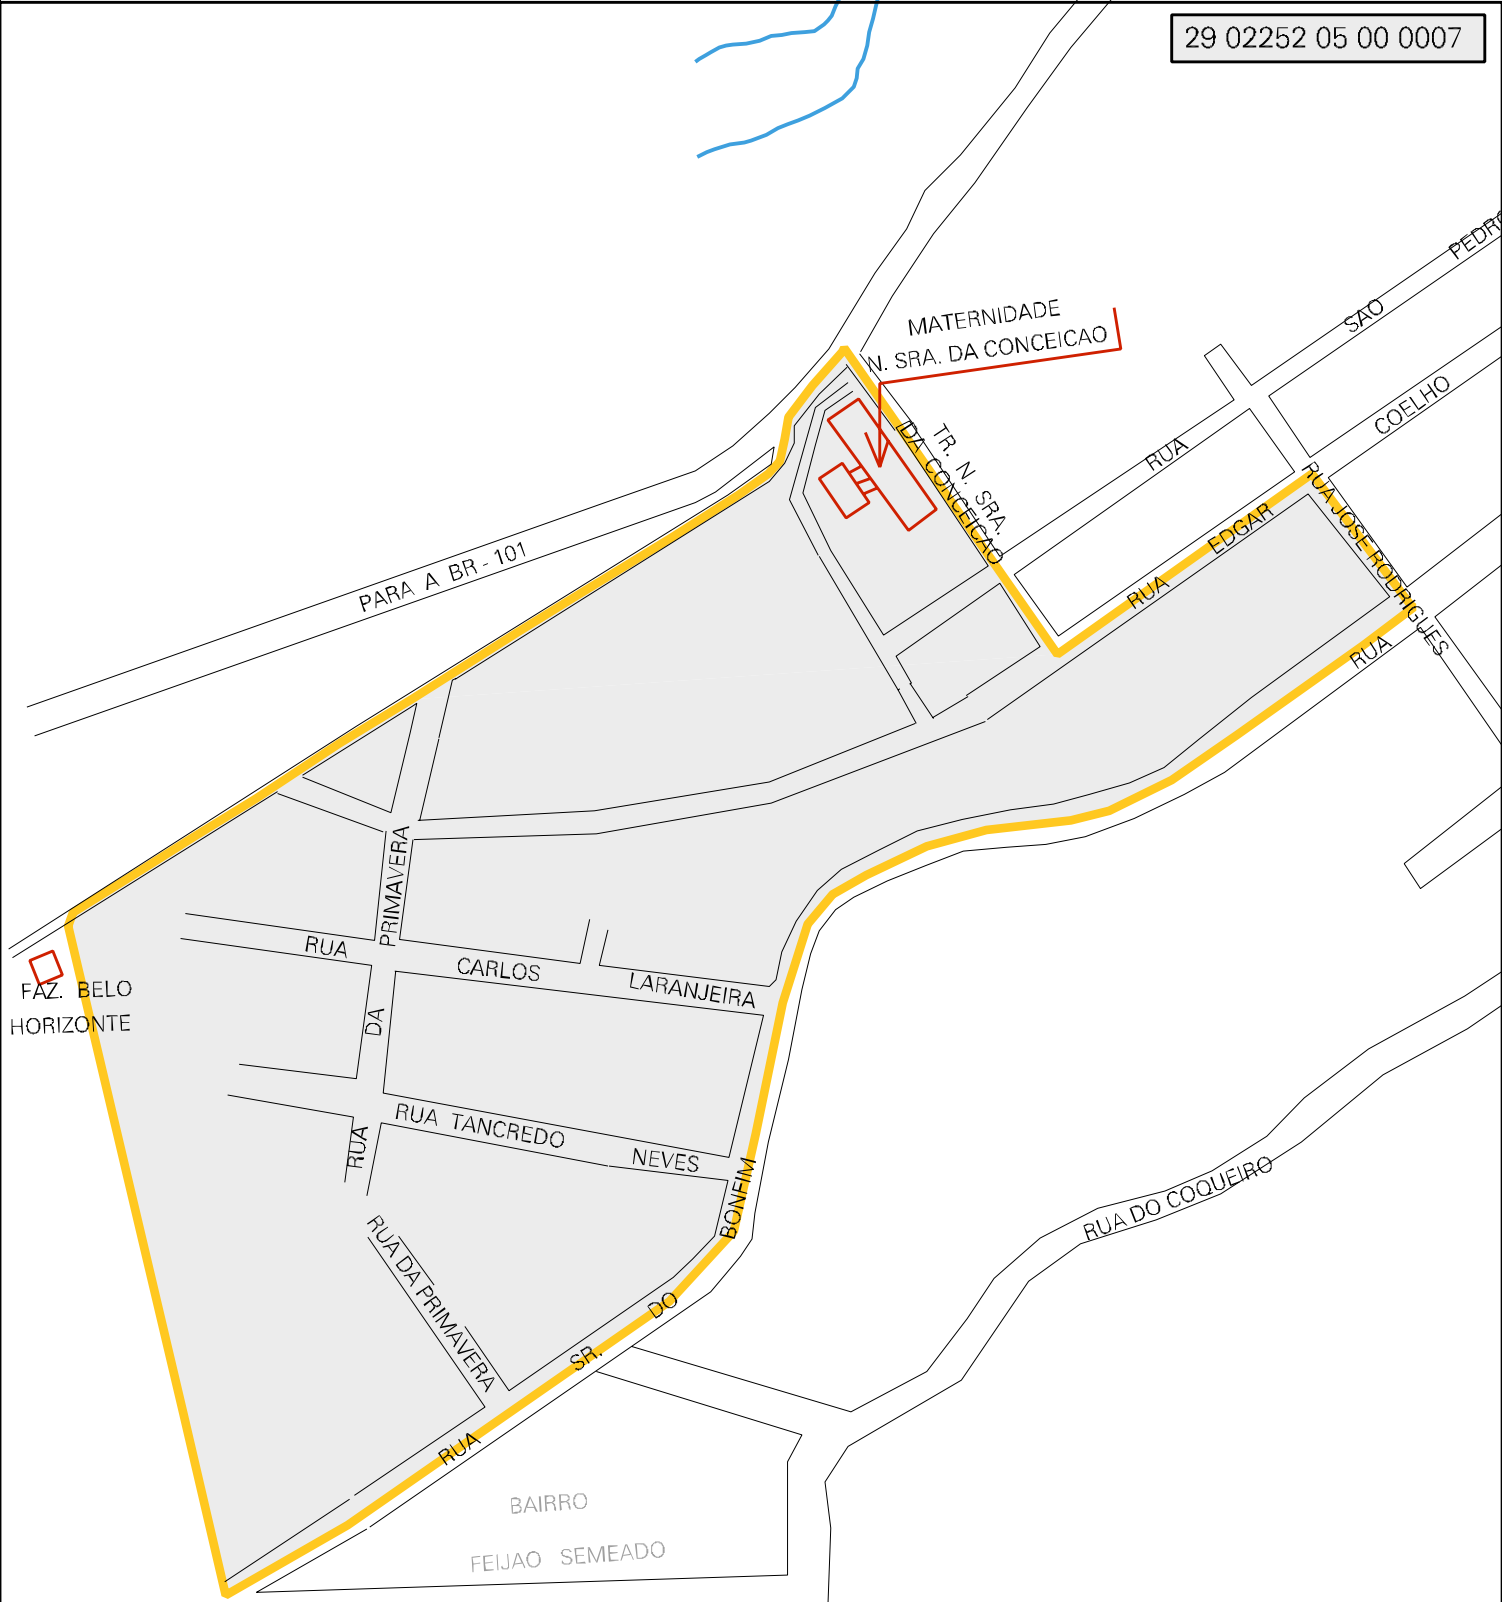 29 02252 05 00 0007
MATERNIDADE
N. SRA. DA CONCEICAO
TR. N. SRA.
DA CONCEICAO
RUA SAO PEDRO
RUA EDGAR COELHO
RUA JOSE RODRIGUES
PARA A BR - 101
RUA DA PRIMAVERA
RUA CARLOS LARANJEIRA
FAZ. BELO
HORIZONTE
RUA TANCREDO NEVES
RUA DA PRIMAVERA
RUA SR. DO BONFIM
RUA
RUA DO COQUEIRO
BAIRRO
FEIJAO SEMEADO